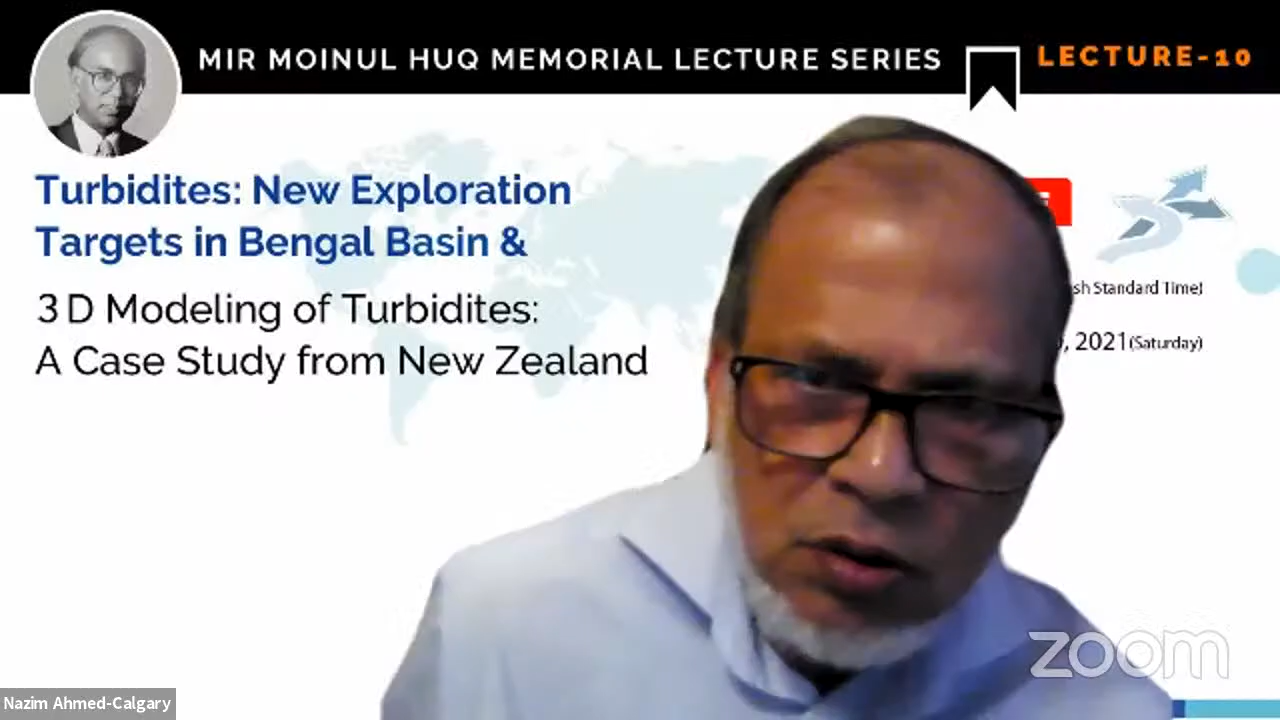 MIR MOINUL HUQ MEMORIAL LECTURE SERIES
LECTURE-10
Turbidites: New Exploration
Targets in Bengal Basin &
3D Modeling of Turbidites:
A Case Study from New Zealand
Standard Time)
2021(Saturday)
zoom
Nazim Ahmed-Calgary